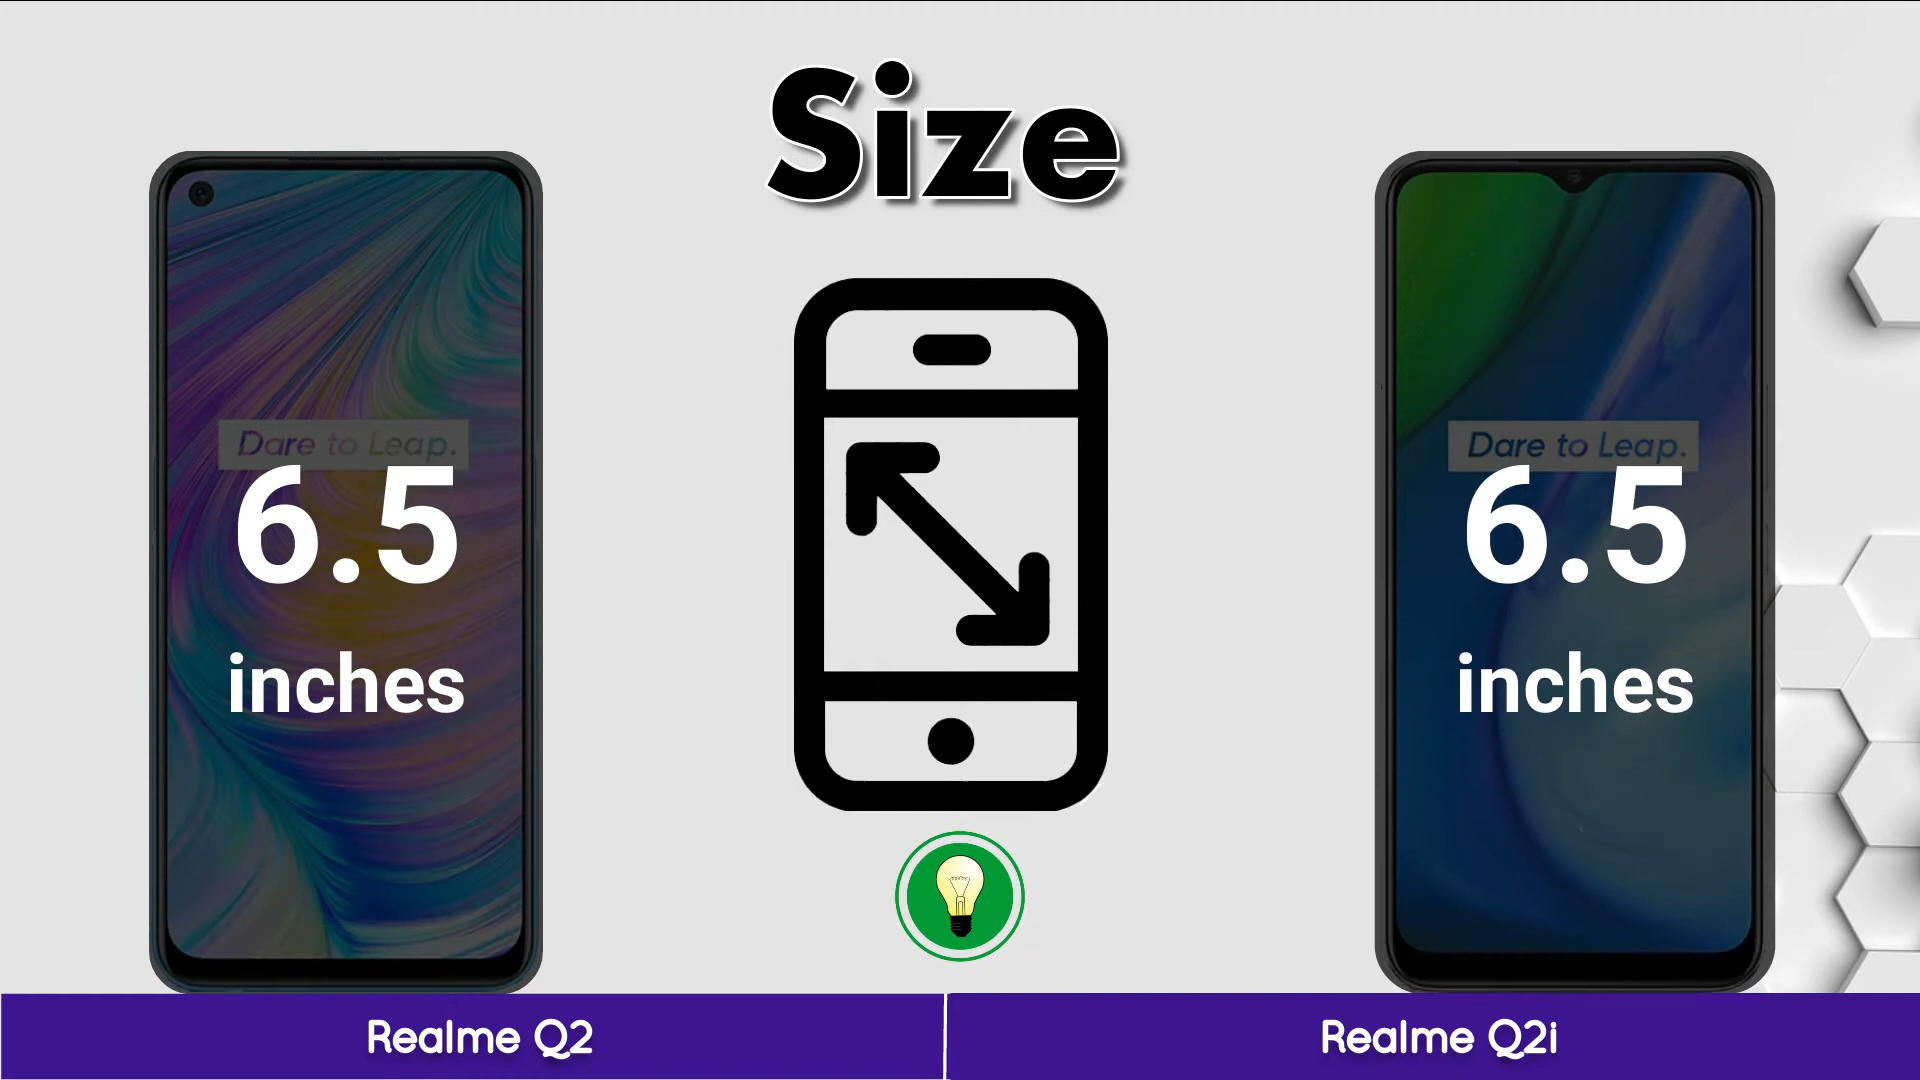 Size
Dare to Leap.
6.5
inches
Dare to Leap.
6.5
inches
Realme Q2
Realme Q2i